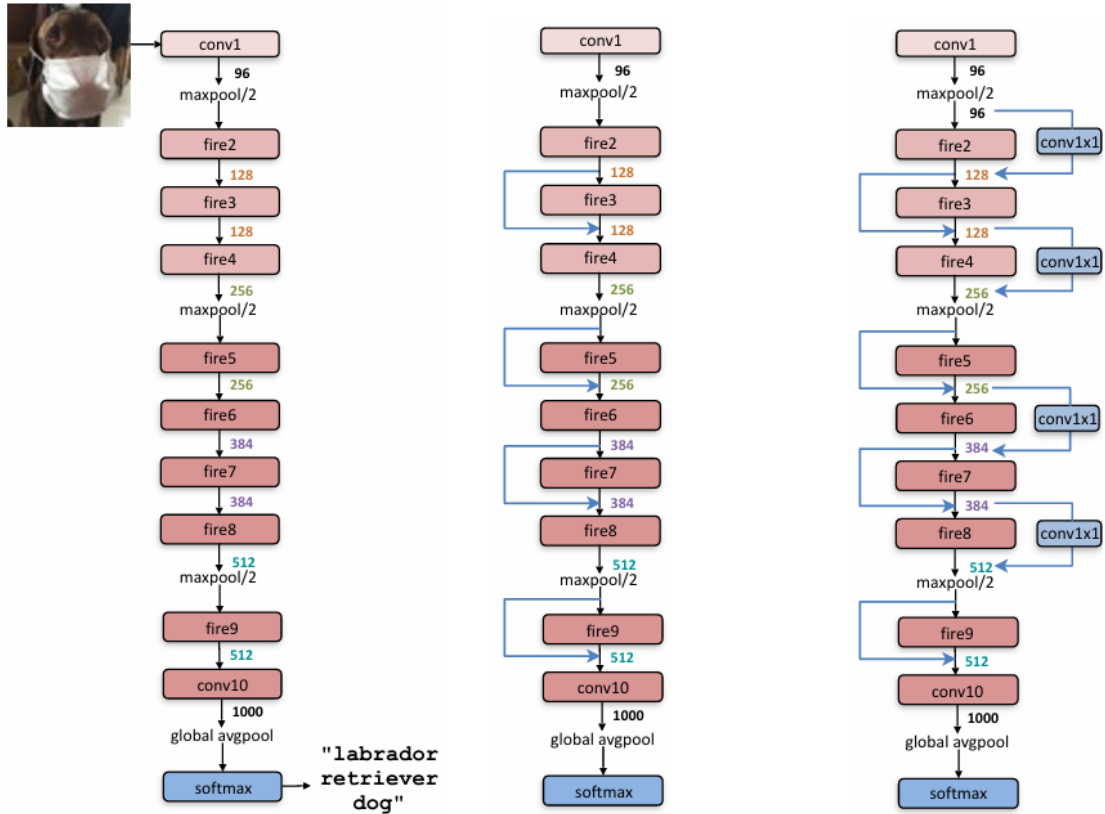 conv1
96
maxpool/2
fire2
128
fire3
128
fire4
256
maxpool/2
fire5
256
fire6
384
fire7
384
fire8
512
maxpool/2
fire9
512
conv10
1000
global avgpool
softmax
"labrador
retriever
dog"
conv1
96
maxpool/2
fire2
128
fire3
128
fire4
256
maxpool/2
fire5
256
fire6
384
fire7
384
fire8
512
maxpool/2
fire9
512
conv10
1000
global avgpool
softmax
conv1
96
maxpool/2
96
conv1x1
fire2
128
fire3
128
conv1x1
fire4
256
maxpool/2
fire5
256
conv1x1
fire6
384
fire7
384
conv1x1
fire8
512
maxpool/2
fire9
512
conv10
1000
global avgpool
softmax